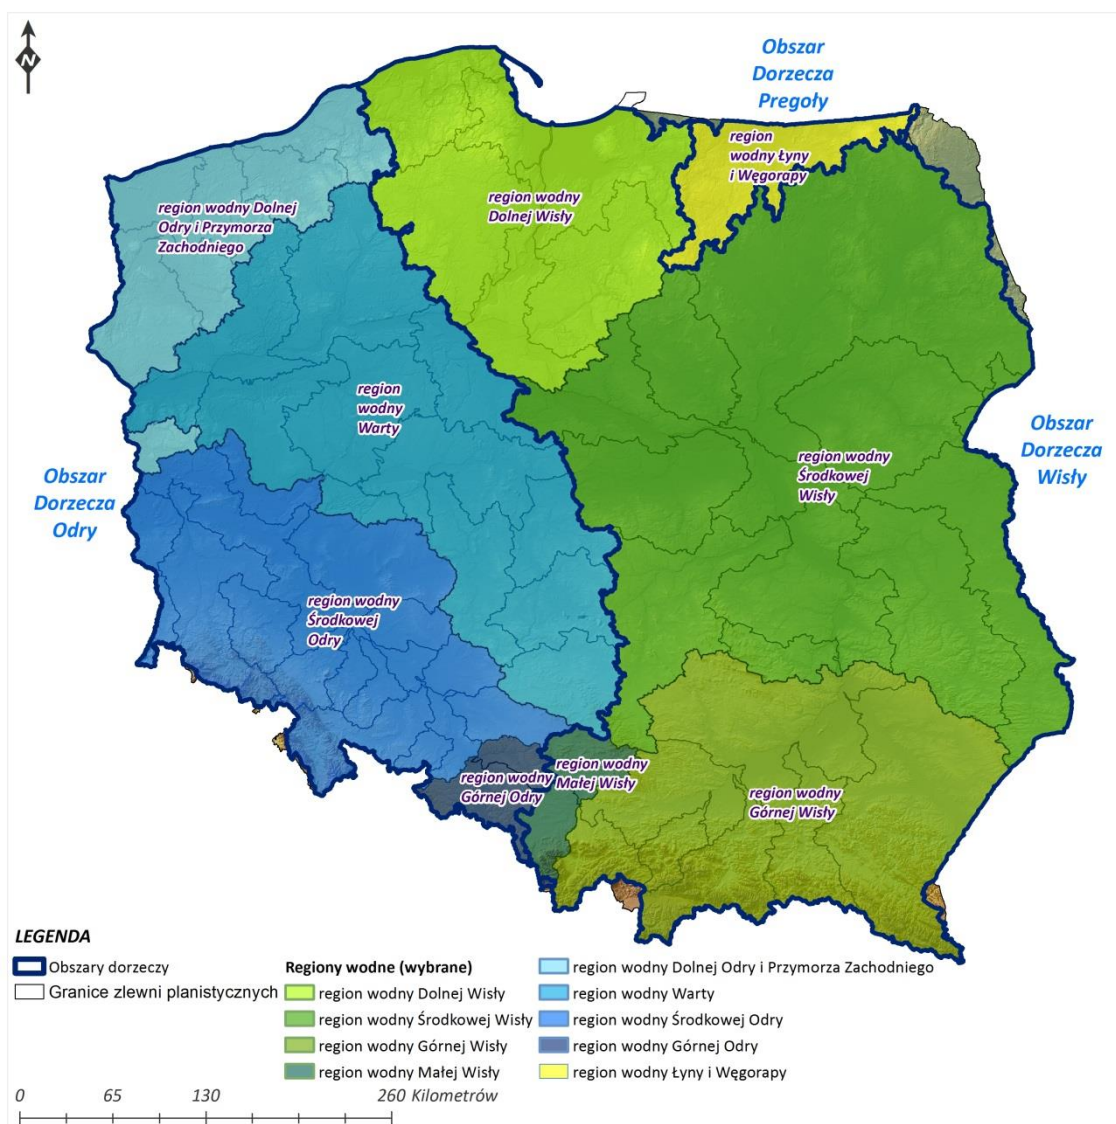 N
Obszar
Dorzecza
Pregoły
region
wodny Łyny
i Węgorapy
region wodny
Dolnej Wisły
region wodny Dolnej
Odry i Przymorza
Zachodniego
region
wodny
Warty
Obszar
Dorzecza
Wisły
region wodny
Środkowej
Wisły
Obszar
Dorzecza
Odry
region wodny
Środkowej
Odry
region wodny
Małej Wisły
region wodny
Górnej Odry
region wodny
Górnej Wisły
LEGENDA
Obszary dorzeczy
Granice zlewni planistycznych
Regiony wodne (wybrane)
region wodny Dolnej Wisły
region wodny Środkowej Wisły
region wodny Górnej Wisły
region wodny Małej Wisły
region wodny Dolnej Odry i Przymorza Zachodniego
region wodny Warty
region wodny Środkowej Odry
region wodny Górnej Odry
region wodny Łyny i Węgorapy
0 65 130 260 Kilometrów